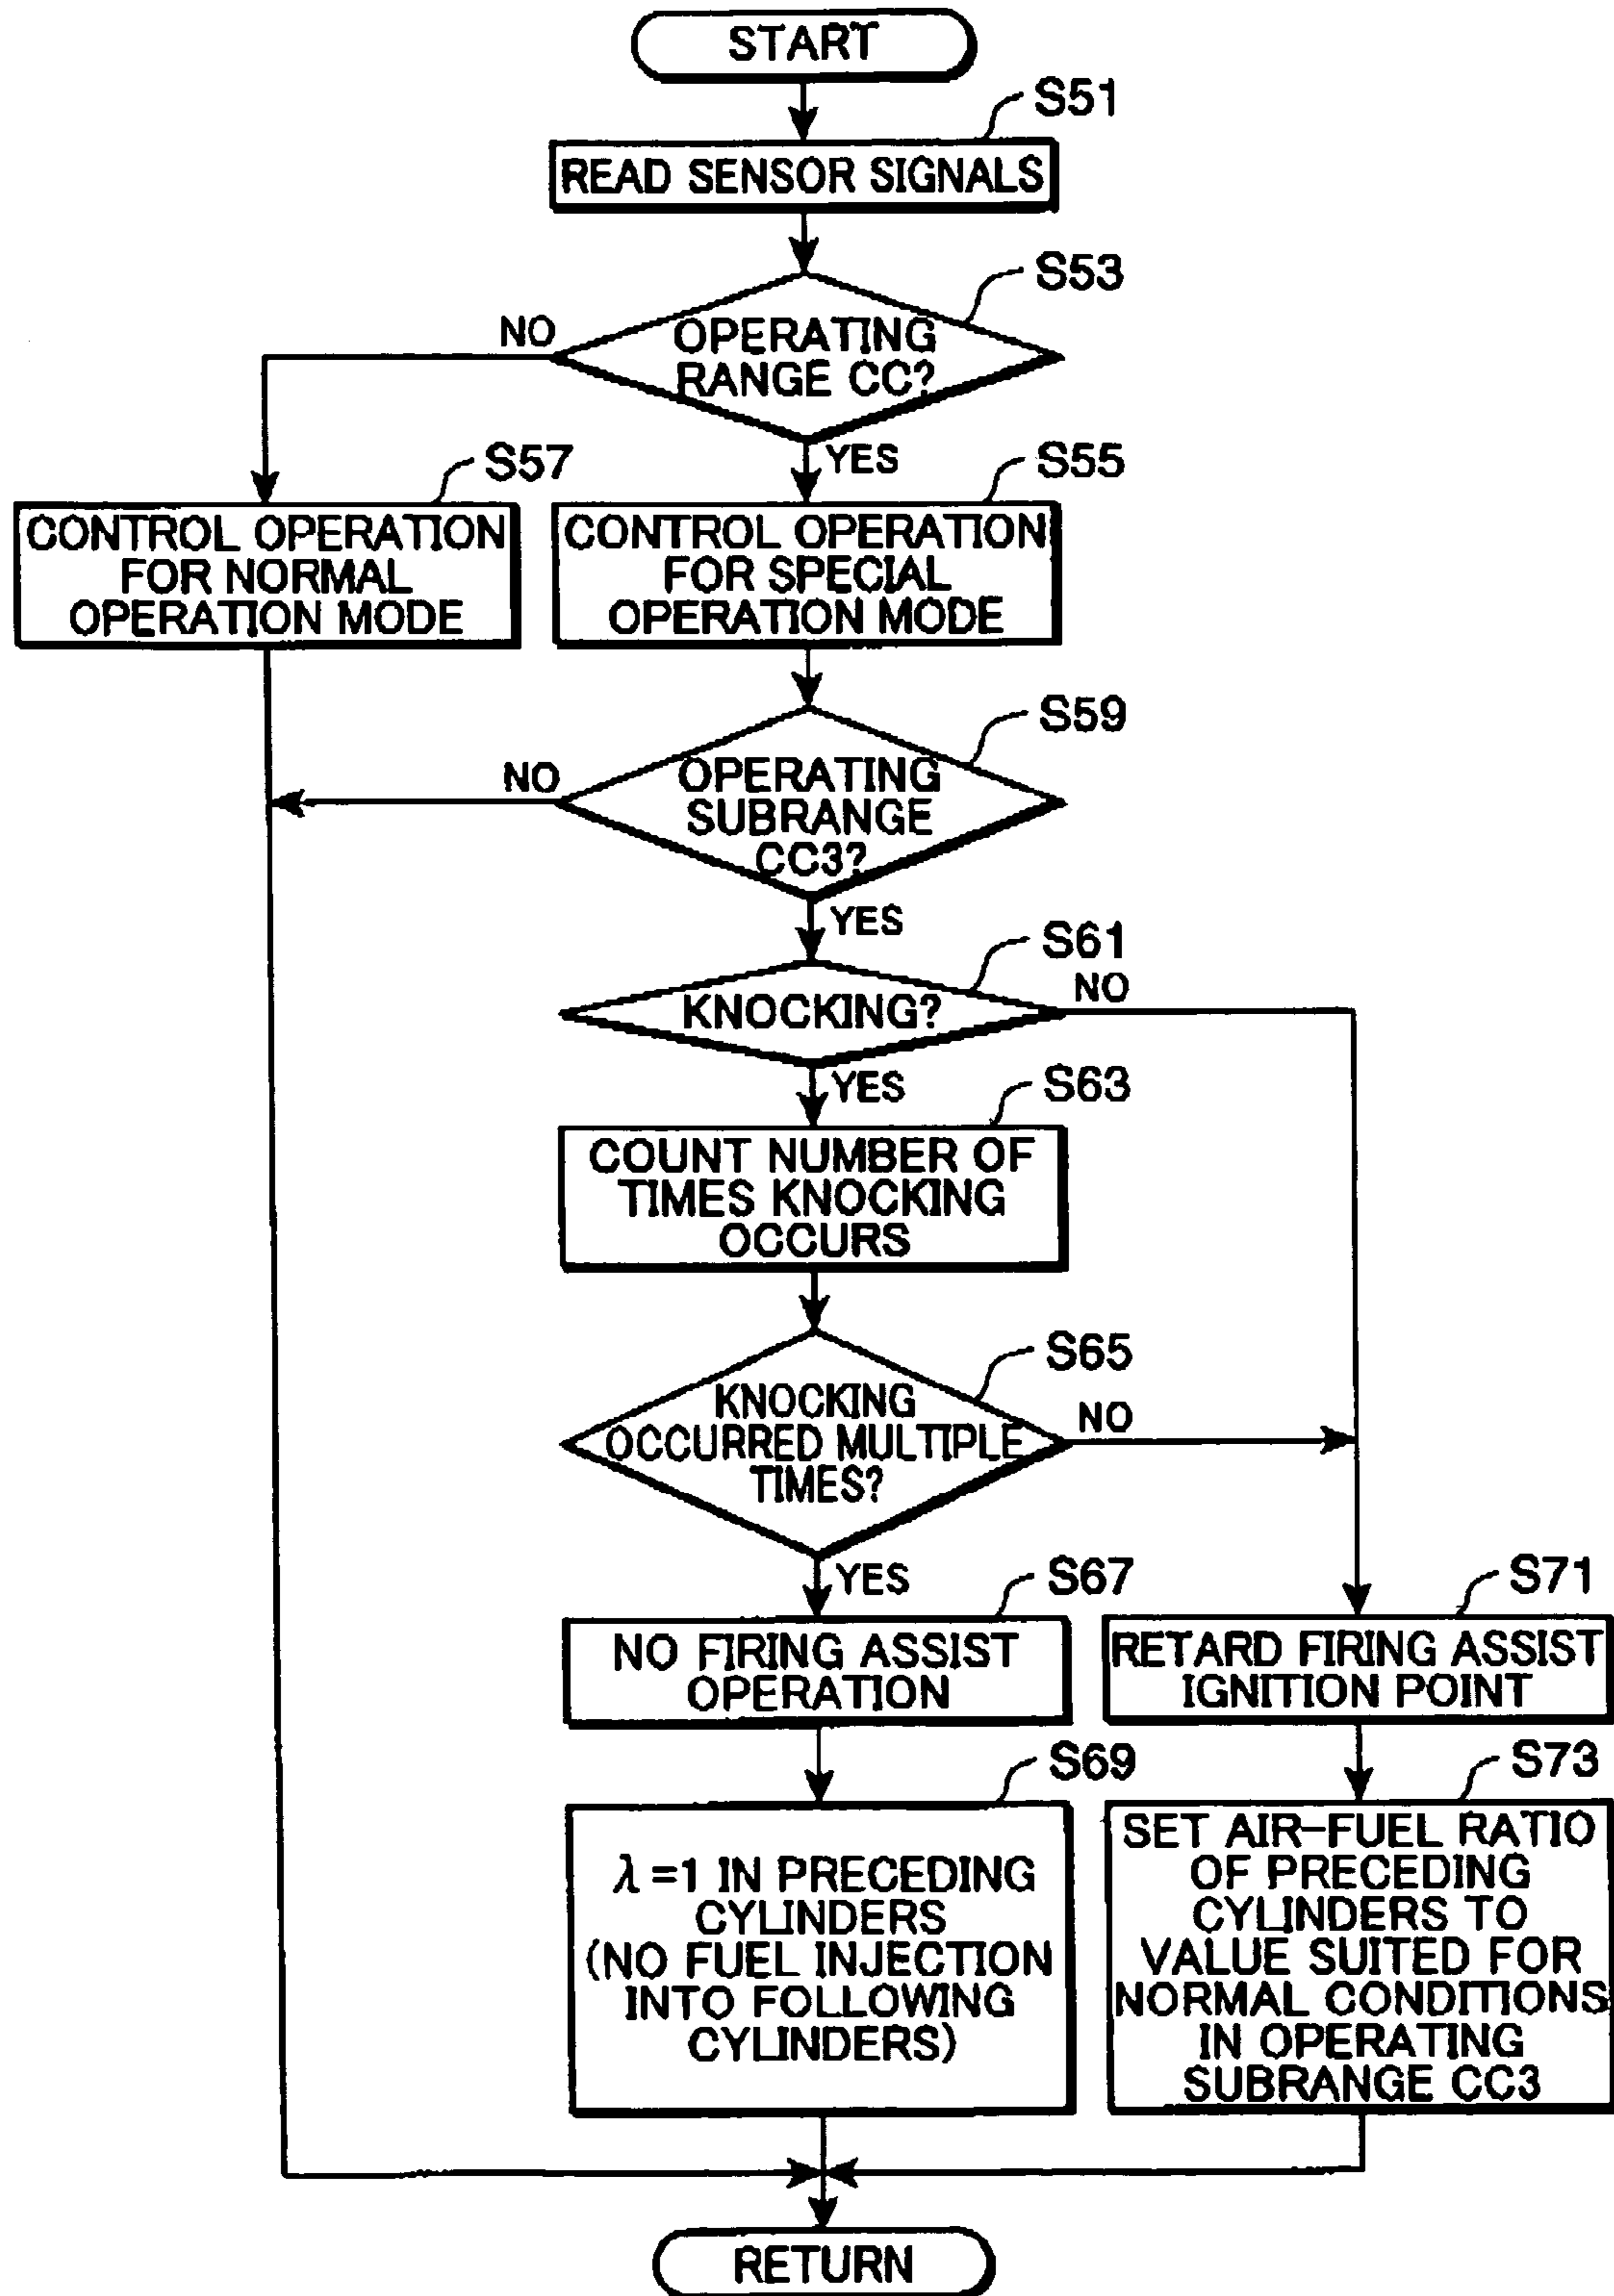 START
S51
READ SENSOR SIGNALS
S53
NO
OPERATING
RANGE CC?
YES
S57
S55
CONTROL OPERATION
FOR NORMAL
OPERATION MODE
CONTROL OPERATION
FOR SPECIAL
OPERATION MODE
S59
NO
OPERATING
SUBRANGE
CC3?
YES
S61
NO
KNOCKING?
YES
S63
COUNT NUMBER OF
TIMES KNOCKING
OCCURS
S65
KNOCKING
OCCURRED MULTIPLE
TIMES?
NO
YES
S67
S71
NO FIRING ASSIST
OPERATION
RETARD FIRING ASSIST
IGNITION POINT
S69
S73
λ=1 IN PRECEDING
CYLINDERS
(NO FUEL INJECTION
INTO FOLLOWING
CYLINDERS)
SET AIR-FUEL RATIO
OF PRECEDING
CYLINDERS TO
VALUE SUITED FOR
NORMAL CONDITIONS
IN OPERATING
SUBRANGE CC3
RETURN